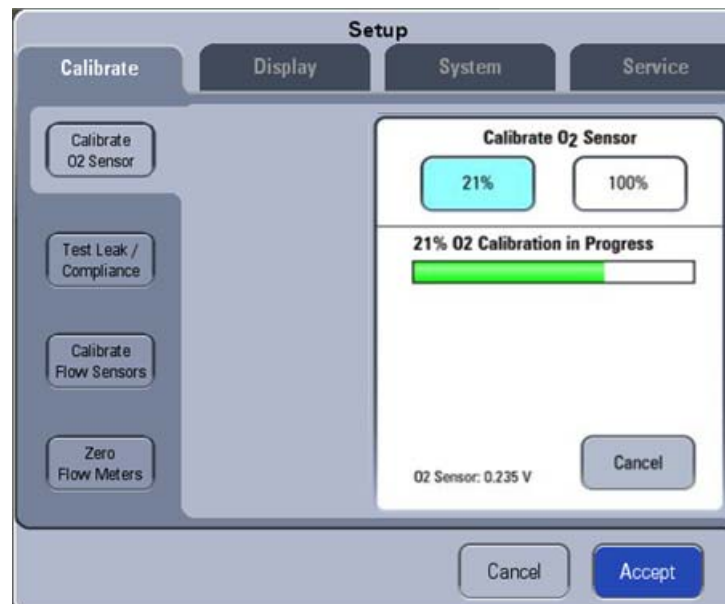 Setup
Calibrate
Display
System
Service
Calibrate
O2 Sensor
Test Leak /
Compliance
Calibrate
Flow Sensors
Zero
Flow Meters
Calibrate O2 Sensor
21%
100%
21% O2 Calibration in Progress
O2 Sensor: 0.235 V
Cancel
Cancel
Accept